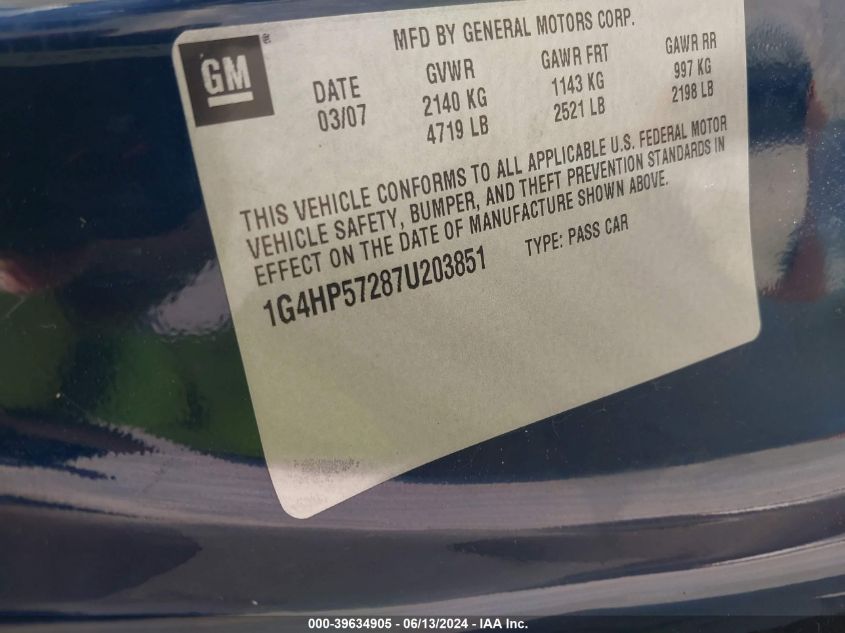 GM ®
MFD BY GENERAL MOTORS CORP.
DATE GVWR GAWR FRT GAWR RR
03/07 2140 KG 1143 KG 997 KG
4719 LB 2521 LB 2198 LB
THIS VEHICLE CONFORMS TO ALL APPLICABLE U.S. FEDERAL MOTOR
VEHICLE SAFETY, BUMPER, AND THEFT PREVENTION STANDARDS IN
EFFECT ON THE DATE OF MANUFACTURE SHOWN ABOVE.
1G4HP57287U203851 TYPE: PASS CAR
000-39634905 - 06/13/2024 - IAA Inc.